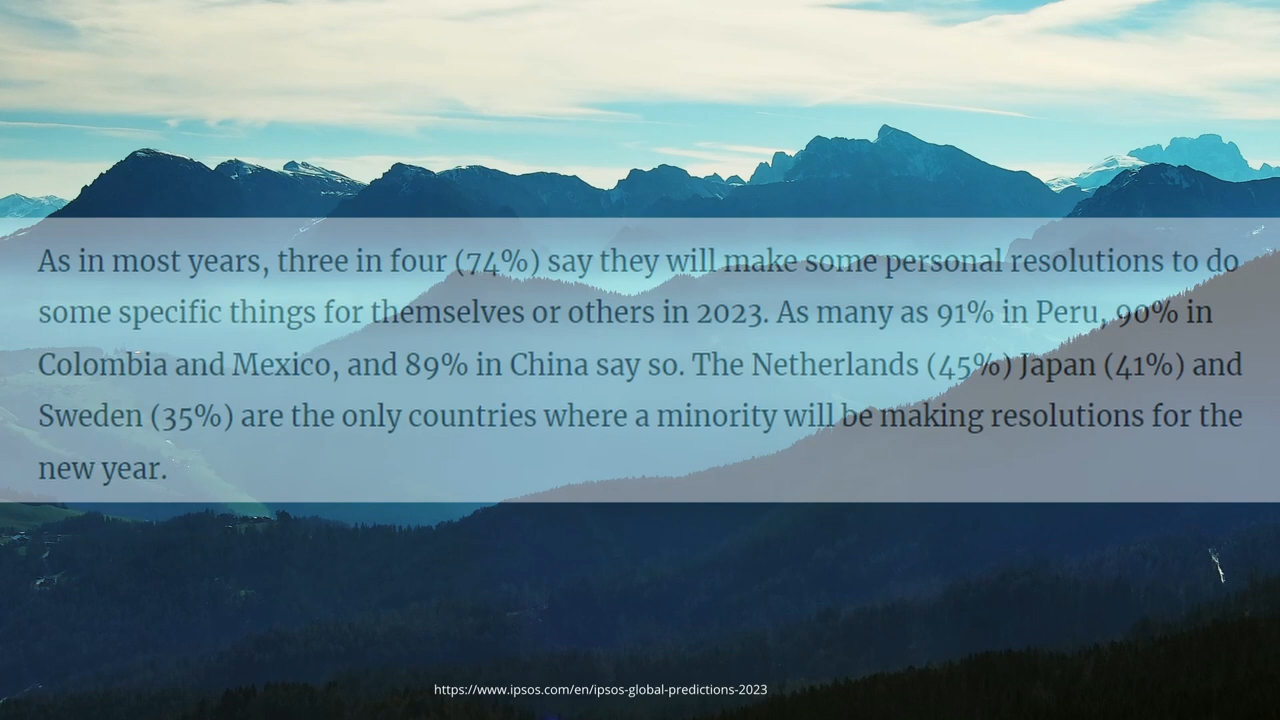 As in most years, three in four (74%) say they will make some personal resolutions to do
some specific things for themselves or others in 2023. As many as 91% in Peru, 90% in
Colombia and Mexico, and 89% in China say so. The Netherlands (45%) Japan (41%) and
Sweden (35%) are the only countries where a minority will be making resolutions for the
new year.
https://www.ipsos.com/en/ipsos-global-predictions-2023